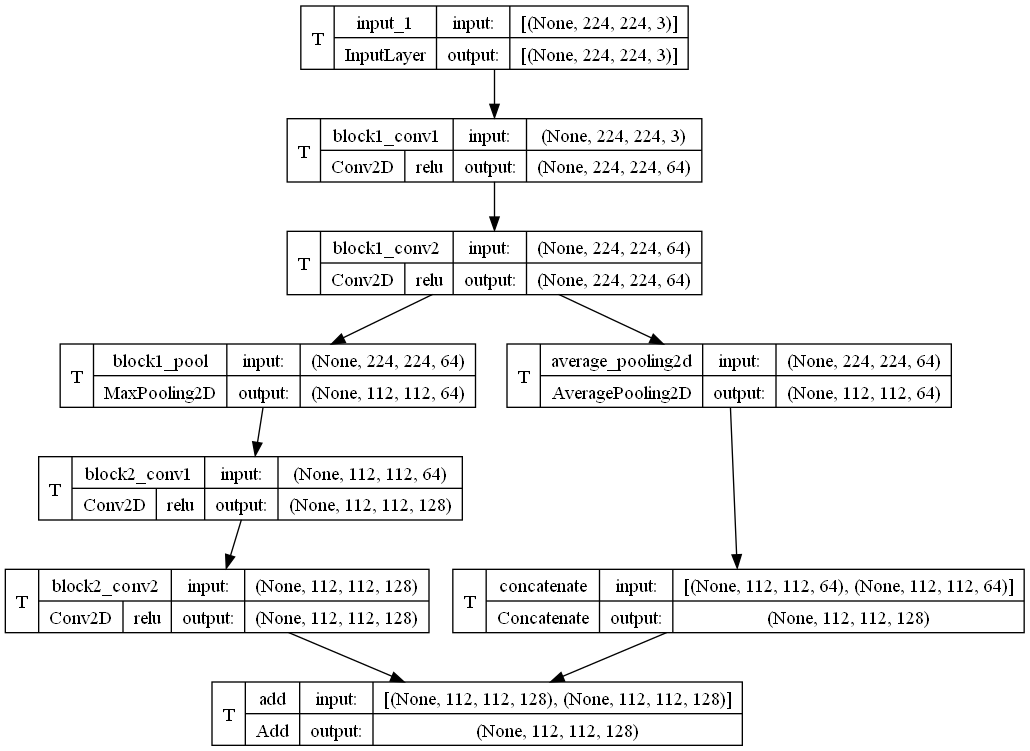 T input_1 input: [(None, 224, 224, 3)]
InputLayer output: [(None, 224, 224, 3)]
T block1_conv1 input: (None, 224, 224, 3)
Conv2D relu output: (None, 224, 224, 64)
T block1_conv2 input: (None, 224, 224, 64)
Conv2D relu output: (None, 224, 224, 64)
T block1_pool input: (None, 224, 224, 64)
MaxPooling2D output: (None, 112, 112, 64)
T average_pooling2d input: (None, 224, 224, 64)
AveragePooling2D output: (None, 112, 112, 64)
T block2_conv1 input: (None, 112, 112, 64)
Conv2D relu output: (None, 112, 112, 128)
T block2_conv2 input: (None, 112, 112, 128)
Conv2D relu output: (None, 112, 112, 128)
T concatenate input: [(None, 112, 112, 64), (None, 112, 112, 64)]
Concatenate output: (None, 112, 112, 128)
T add input: [(None, 112, 112, 128), (None, 112, 112, 128)]
Add output: (None, 112, 112, 128)